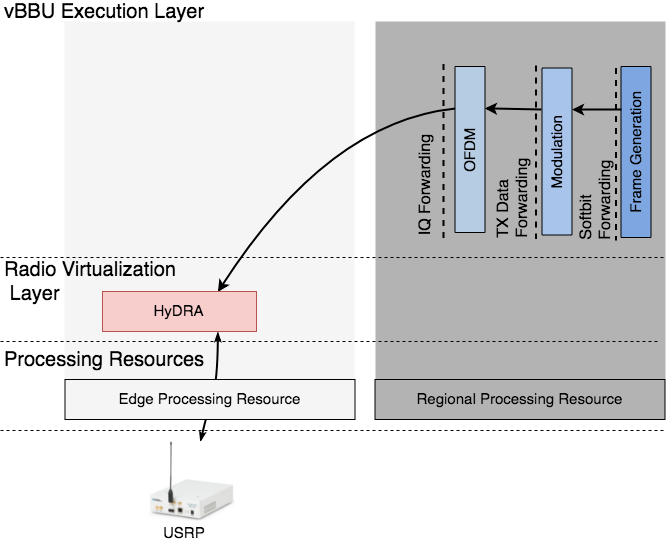 vBBU Execution Layer
IQ Forwarding
OFDM
TX Data
Forwarding
Modulation
Softbit
Forwarding
Frame Generation
Radio Virtualization
Layer
HyDRA
Processing Resources
Edge Processing Resource
Regional Processing Resource
USRP